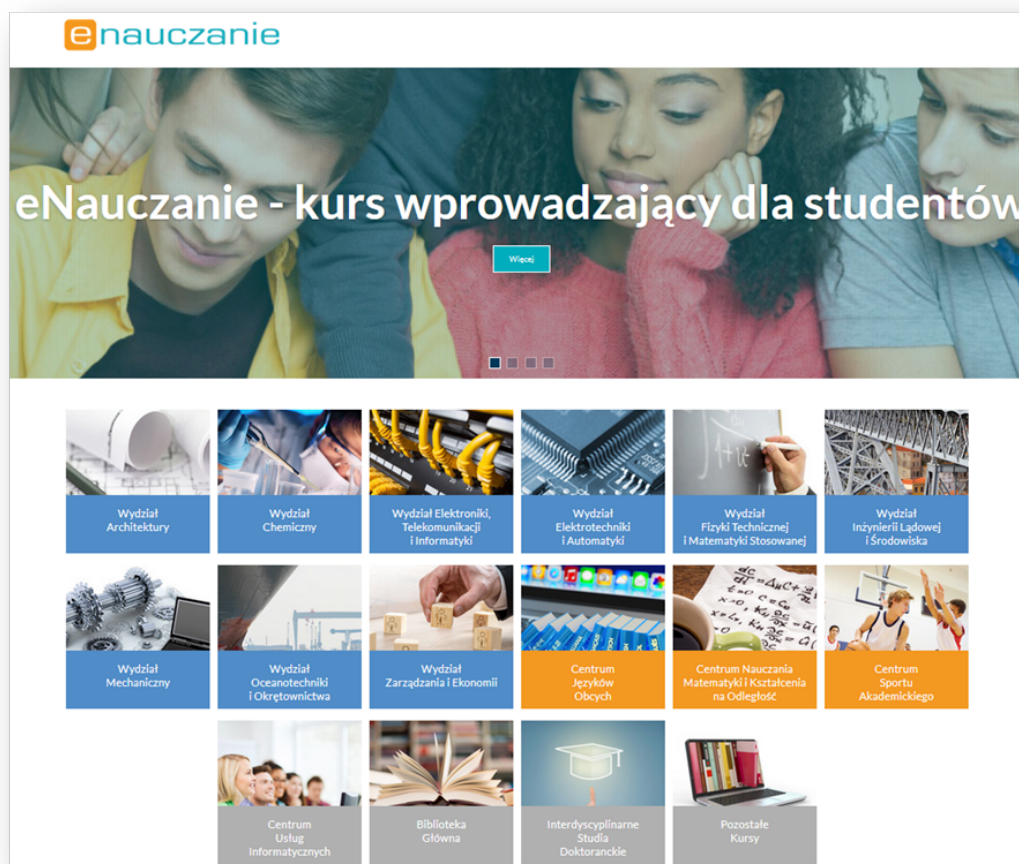 enauczanie
eNauczanie - kurs wprowadzający dla studentów
Więcej
Wydział
Architektury
Wydział
Chemiczny
Wydział Elektroniki,
Telekomunikacji
i Informatyki
Wydział
Elektrotechniki
i Automatyki
Wydział
Fizyki Technicznej
i Matematyki Stosowanej
Wydział
Inżynierii Lądowej
i Środowiska
Wydział
Mechaniczny
Wydział
Oceanotechniki
i Okrętownictwa
Wydział
Zarządzania i Ekonomii
Centrum
Języków
Obcych
Centrum Nauczania
Matematyki i Kształcenia
na Odległość
Centrum
Sportu
Akademickiego
Centrum
Usług
Informatycznych
Biblioteka
Główna
Interdyscyplinarne
Studia
Doktoranckie
Pozostałe
Kursy